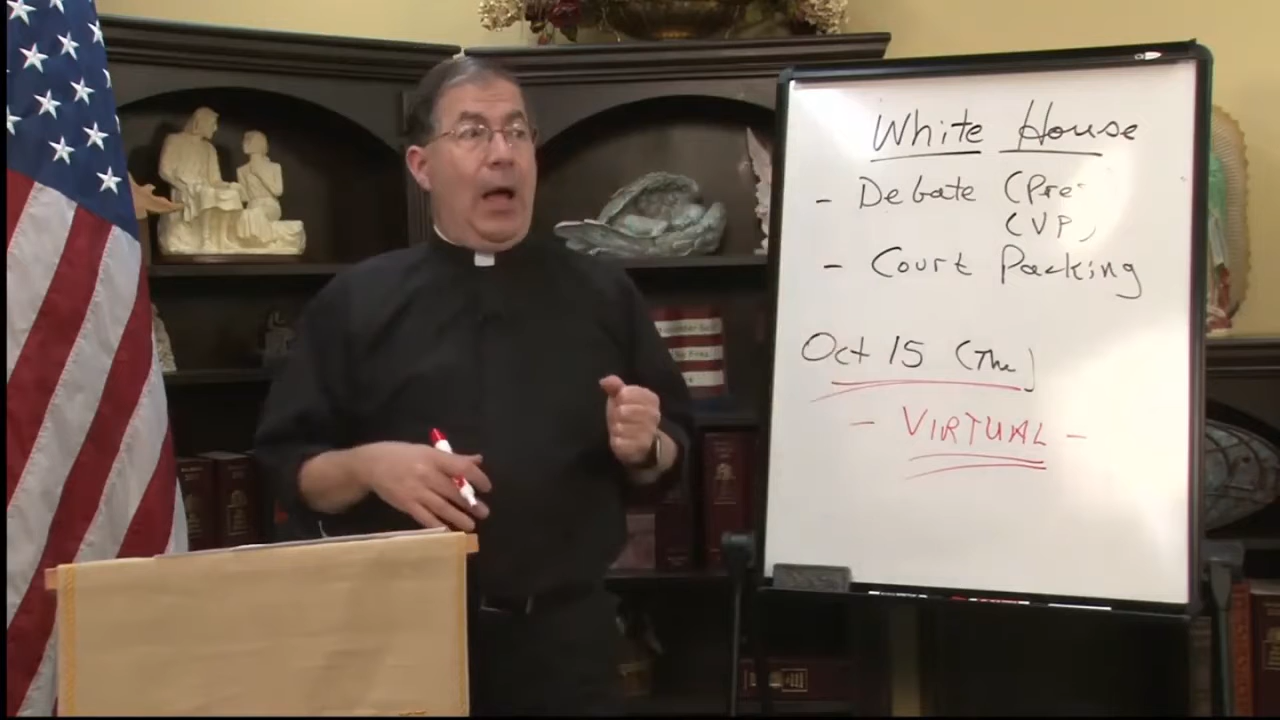 White House
- Debate (Pre
(VP)
- Court Packing
Oct 15 (Thu)
- VIRTUAL -